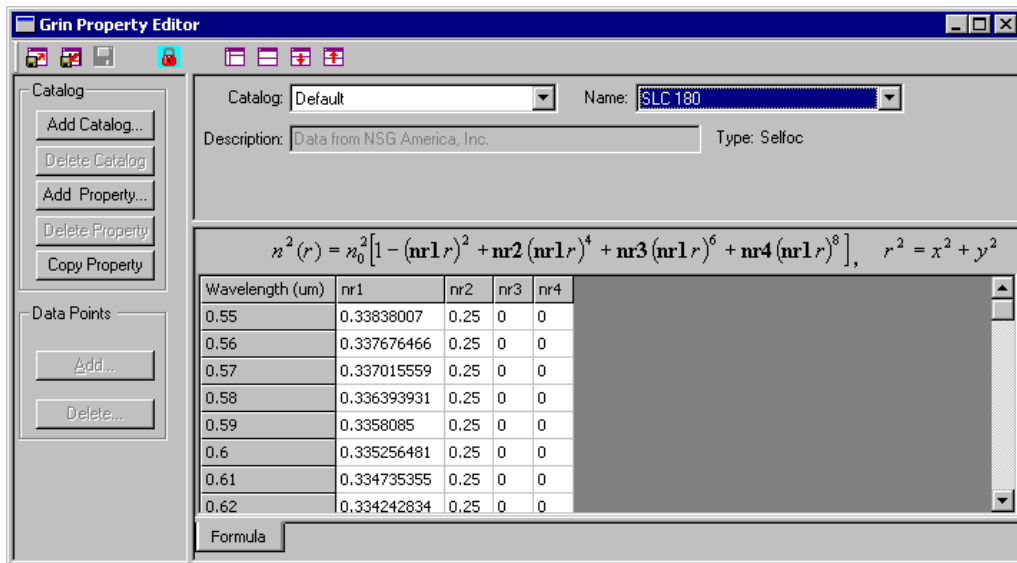 Grin Property Editor
Catalog
Add Catalog...
Delete Catalog
Add Property...
Delete Property
Copy Property
Data Points
Add...
Delete...
Catalog: Default Name: SLC 180
Description: Data from NSG America, Inc. Type: Selfoc
n²(r) = n₀²[1 − (nr1 r)² + nr2 (nr1 r)⁴ + nr3 (nr1 r)⁶ + nr4 (nr1 r)⁸], r² = x² + y²
Wavelength (um) nr1 nr2 nr3 nr4
0.55 0.33838007 0.25 0 0
0.56 0.337676466 0.25 0 0
0.57 0.337015559 0.25 0 0
0.58 0.336393931 0.25 0 0
0.59 0.3358085 0.25 0 0
0.6 0.335256481 0.25 0 0
0.61 0.334735355 0.25 0 0
0.62 0.334242834 0.25 0 0
Formula